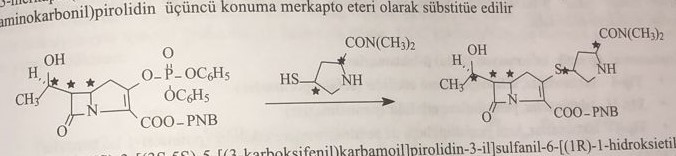 aminokarbonil)pirolidin üçüncü konuma merkapto eteri olarak sübstitüe edilir
OH
H
CH₃
O
N
O
O–P–OC₆H₅
OC₆H₅
COO–PNB
CON(CH₃)₂
HS
NH
OH
H
CH₃
O
N
S
CON(CH₃)₂
NH
COO–PNB
5-[(3-karboksifenil)karbamoil]pirolidin-3-il]sulfanil-6-[(1R)-1-hidroksietil